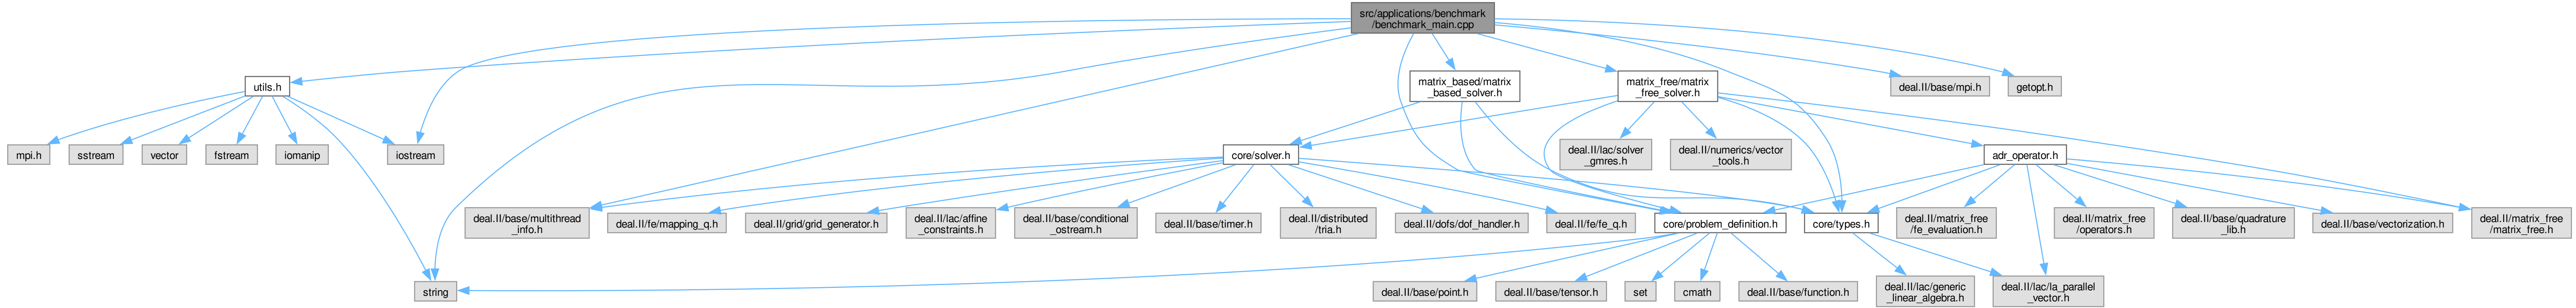 src/applications/benchmark
/benchmark_main.cpp
utils.h
matrix_based/matrix
_based_solver.h
matrix_free/matrix
_free_solver.h
deal.II/base/mpi.h
getopt.h
mpi.h
sstream
vector
fstream
iomanip
iostream
core/solver.h
deal.II/lac/solver
_gmres.h
deal.II/numerics/vector
_tools.h
adr_operator.h
deal.II/base/multithread
_info.h
deal.II/fe/mapping_q.h
deal.II/grid/grid_generator.h
deal.II/lac/affine
_constraints.h
deal.II/base/conditional
_ostream.h
deal.II/base/timer.h
deal.II/distributed
/tria.h
deal.II/dofs/dof_handler.h
deal.II/fe/fe_q.h
core/problem_definition.h
core/types.h
deal.II/matrix_free
/fe_evaluation.h
deal.II/matrix_free
/operators.h
deal.II/base/quadrature
_lib.h
deal.II/base/vectorization.h
deal.II/matrix_free
/matrix_free.h
string
deal.II/base/point.h
deal.II/base/tensor.h
set
cmath
deal.II/base/function.h
deal.II/lac/generic
_linear_algebra.h
deal.II/lac/la_parallel
_vector.h